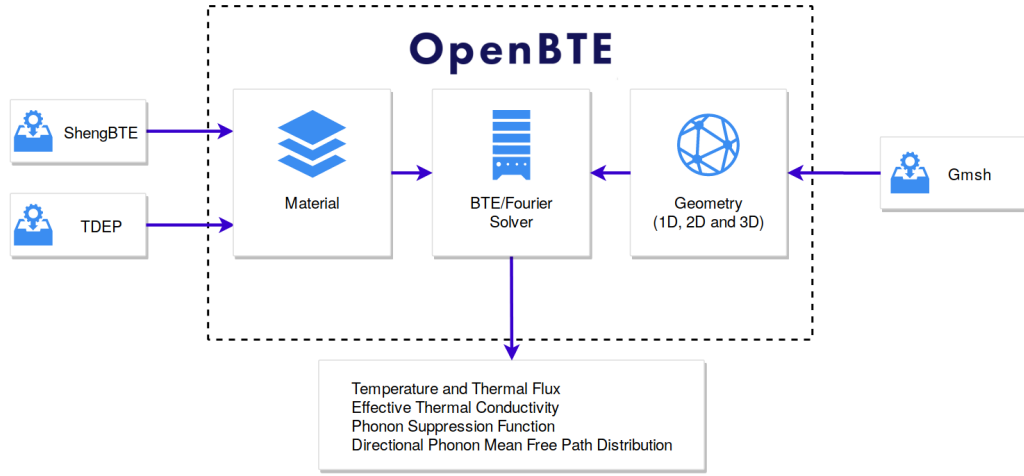 OpenBTE
ShengBTE
TDEP
Material
BTE/Fourier
Solver
Geometry
(1D, 2D and 3D)
Gmsh
Temperature and Thermal Flux
Effective Thermal Conductivity
Phonon Suppression Function
Directional Phonon Mean Free Path Distribution